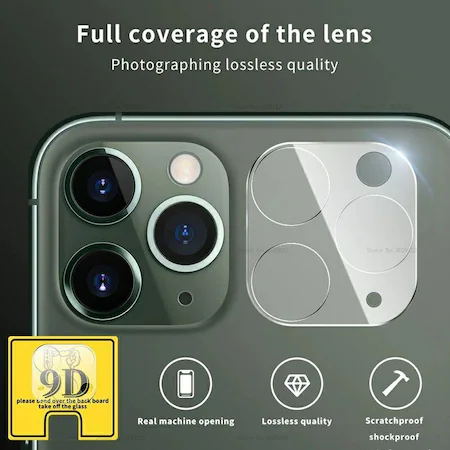 Full coverage of the lens
Photographing lossless quality
9D
please bend over the back board
take off the glass
Real machine opening
Lossless quality
Scratchproof
shockproof